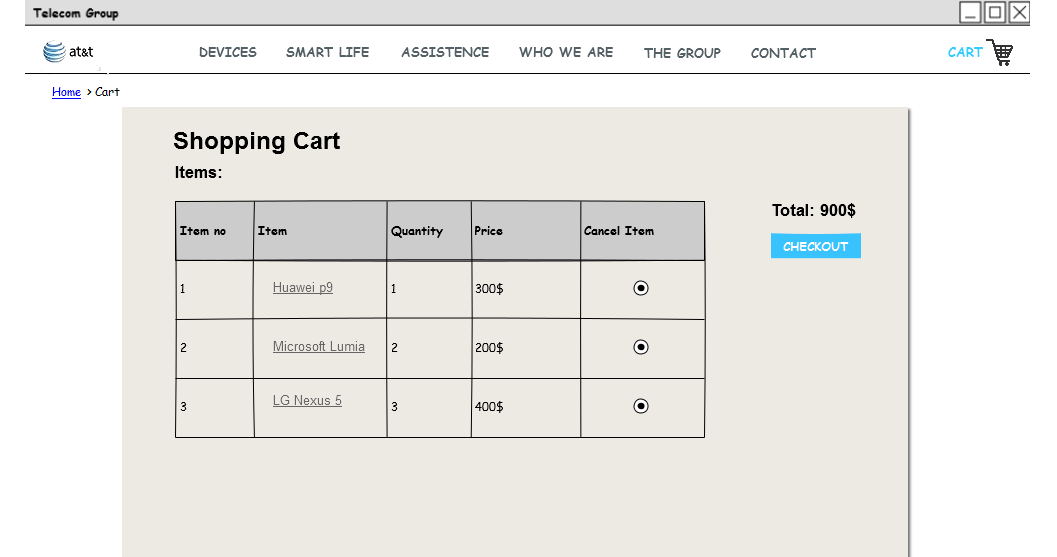 Telecom Group
at&t DEVICES SMART LIFE ASSISTENCE WHO WE ARE THE GROUP CONTACT CART
Home > Cart
Shopping Cart
Items:
Total: 900$
Item no Item Quantity Price Cancel Item
CHECKOUT
1 Huawei p9 1 300$
2 Microsoft Lumia 2 200$
3 LG Nexus 5 3 400$